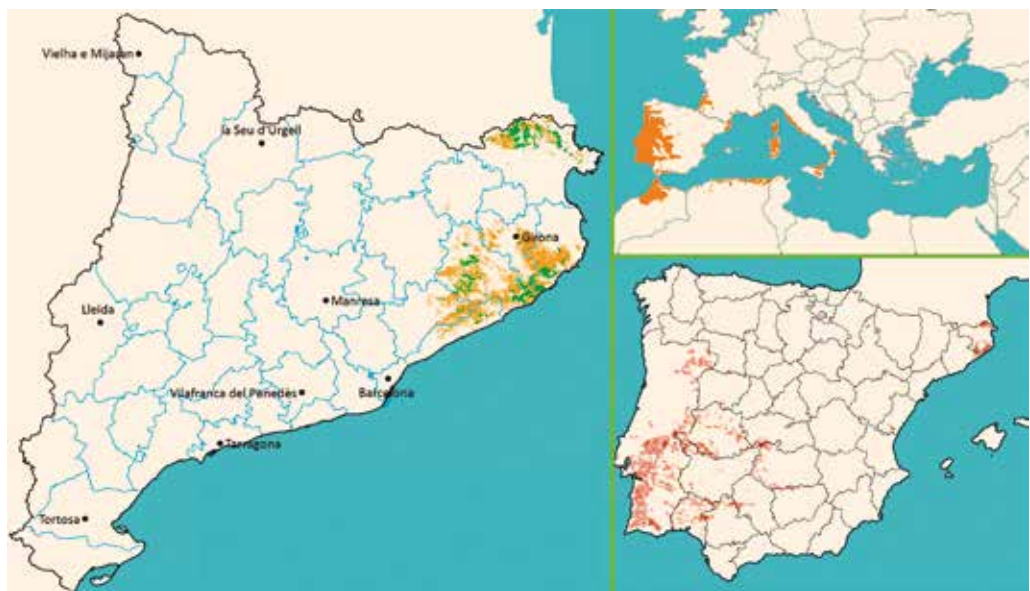 Vielha e Mijaran
la Seu d'Urgell
Girona
Manresa
Lleida
Vilafranca del Penedès
Barcelona
Tarragona
Tortosa